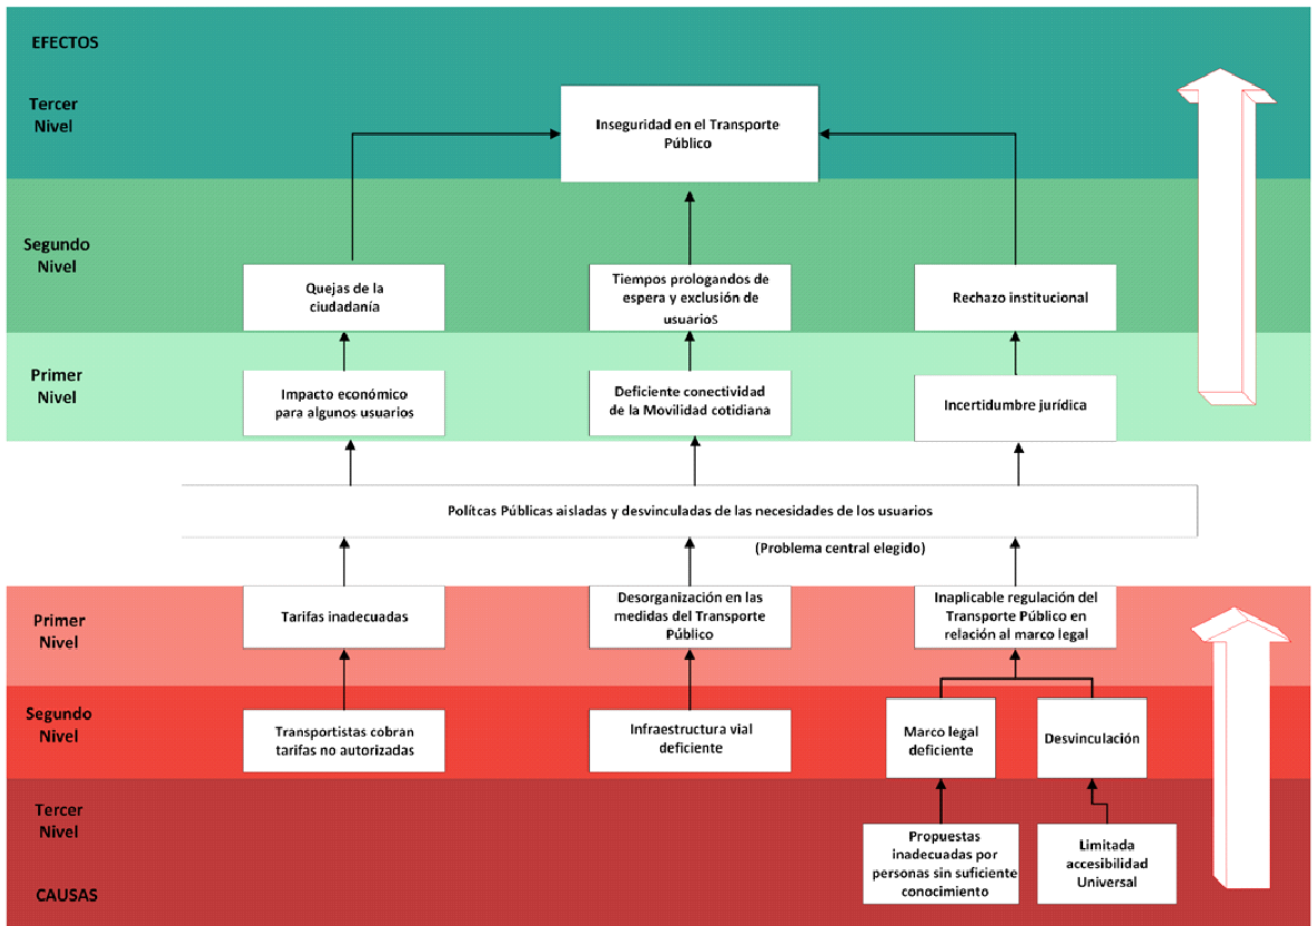 EFECTOS
Tercer
Nivel
Inseguridad en el Transporte
Público
Segundo
Nivel
Quejas de la
ciudadanía
Tiempos prologandos de
espera y exclusión de
usuarios
Rechazo institucional
Primer
Nivel
Impacto económico
para algunos usuarios
Deficiente conectividad
de la Movilidad cotidiana
Incertidumbre jurídica
Polítcas Públicas aisladas y desvinculadas de las necesidades de los usuarios
(Problema central elegido)
Primer
Nivel
Tarifas inadecuadas
Desorganización en las
medidas del Transporte
Público
Inaplicable regulación del
Transporte Público en
relación al marco legal
Segundo
Nivel
Transportistas cobran
tarifas no autorizadas
Infraestructura vial
deficiente
Marco legal
deficiente
Desvinculación
Tercer
Nivel
Propuestas
inadecuadas por
personas sin suficiente
conocimiento
Limitada
accesibilidad
Universal
CAUSAS